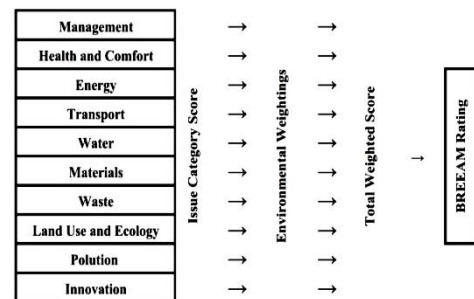 Management
Health and Comfort
Energy
Transport
Water
Materials
Waste
Land Use and Ecology
Polution
Innovation
Issue Category Score
Environmental Weightings
Total Weighted Score
BREEAM Rating